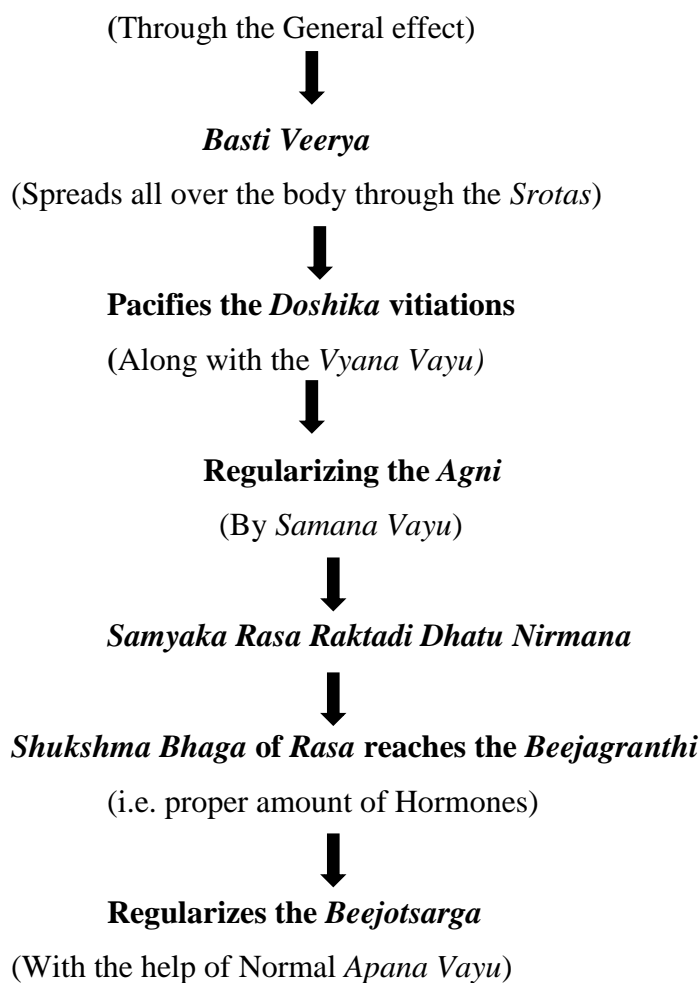 (Through the General effect)
Basti Veerya
(Spreads all over the body through the Srotas)
Pacifies the Doshika vitiations
(Along with the Vyana Vayu)
Regularizing the Agni
(By Samana Vayu)
Samyaka Rasa Raktadi Dhatu Nirmana
Shukshma Bhaga of Rasa reaches the Beejagranthi
(i.e. proper amount of Hormones)
Regularizes the Beejotsarga
(With the help of Normal Apana Vayu)